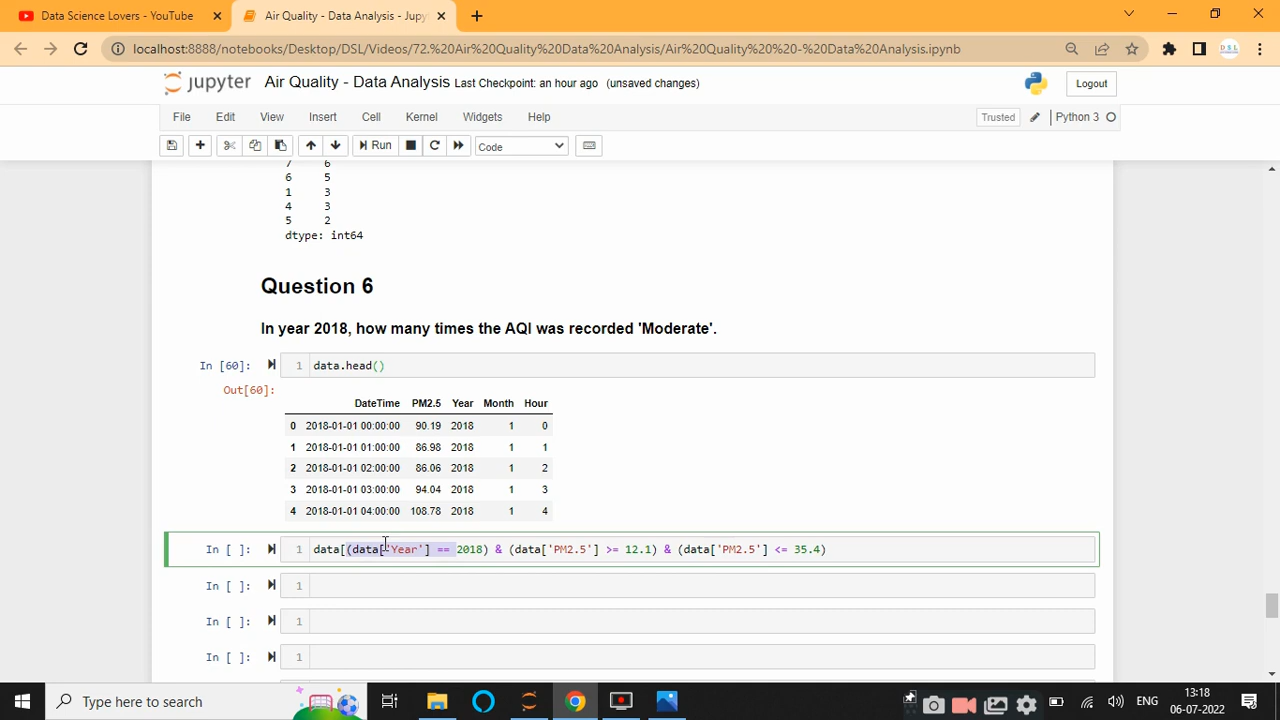 Data Science Lovers - YouTube
Air Quality - Data Analysis - Jupy
localhost:8888/notebooks/Desktop/DSL/Videos/72.%20Air%20Quality%20Data%20Analysis/Air%20Quality%20%20-%20Data%20Analysis.ipynb
DSL
jupyter Air Quality - Data Analysis Last Checkpoint: an hour ago (unsaved changes) Logout
File Edit View Insert Cell Kernel Widgets Help Trusted Python 3
Run Code
7 6
6 5
1 3
4 3
5 2
dtype: int64
Question 6
In year 2018, how many times the AQI was recorded 'Moderate'.
In [60]: 1 data.head()
Out[60]:
DateTime PM2.5 Year Month Hour
0 2018-01-01 00:00:00 90.19 2018 1 0
1 2018-01-01 01:00:00 86.98 2018 1 1
2 2018-01-01 02:00:00 86.06 2018 1 2
3 2018-01-01 03:00:00 94.04 2018 1 3
4 2018-01-01 04:00:00 108.78 2018 1 4
In [ ]: 1 data[(data['Year'] == 2018) & (data['PM2.5'] >= 12.1) & (data['PM2.5'] <= 35.4)
In [ ]: 1
In [ ]: 1
In [ ]: 1
Type here to search
ENG
13:18
06-07-2022